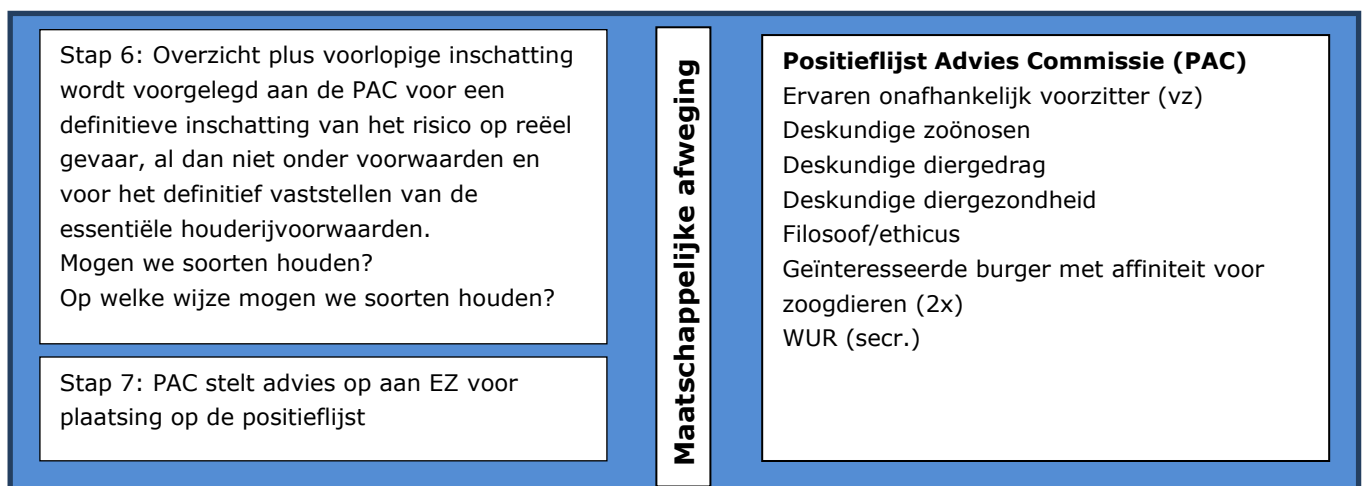 Stap 6: Overzicht plus voorlopige inschatting
wordt voorgelegd aan de PAC voor een
definitieve inschatting van het risico op reëel
gevaar, al dan niet onder voorwaarden en
voor het definitief vaststellen van de
essentiële houderijvoorwaarden.
Mogen we soorten houden?
Op welke wijze mogen we soorten houden?
Stap 7: PAC stelt advies op aan EZ voor
plaatsing op de positieflijst
Maatschappelijke afweging
Positieflijst Advies Commissie (PAC)
Ervaren onafhankelijk voorzitter (vz)
Deskundige zoönosen
Deskundige diergedrag
Deskundige diergezondheid
Filosoof/ethicus
Geïnteresseerde burger met affiniteit voor
zoogdieren (2x)
WUR (secr.)